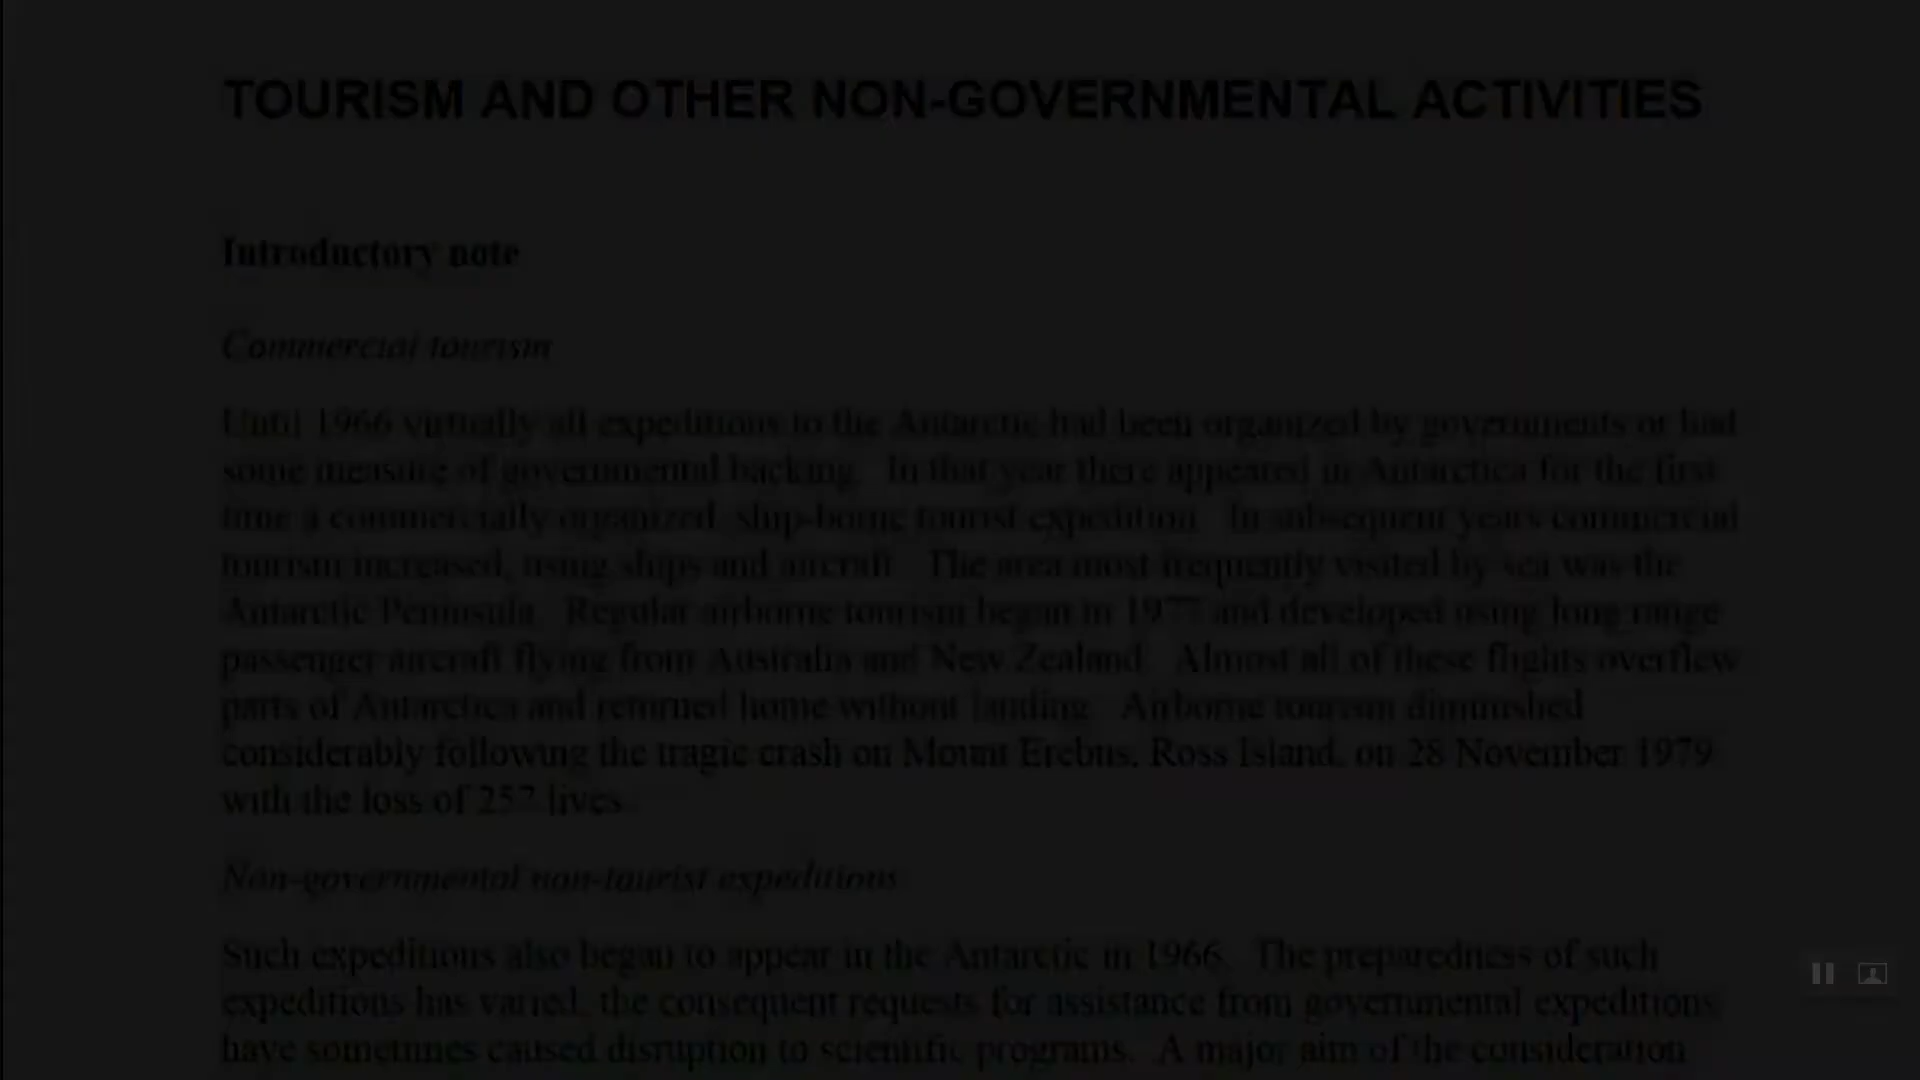 TOURISM AND OTHER NON-GOVERNMENTAL ACTIVITIES
Introductory note
Commercial tourism
Until 1966 virtually all expeditions to the Antarctic had been organized by governments or had
some measure of governmental backing. In that year there appeared in Antarctica for the first
time a commercially organized, ship-borne tourist expedition. In subsequent years commercial
tourism increased, using ships and aircraft. The area most frequently visited by sea was the
Antarctic Peninsula. Regular airborne tourism began in 1977 and developed using long range
passenger aircraft flying from Australia and New Zealand. Almost all of these flights overflew
parts of Antarctica and returned home without landing. Airborne tourism diminished
considerably following the tragic crash on Mount Erebus, Ross Island, on 28 November 1979
with the loss of 257 lives.
Non-governmental non-tourist expeditions
Such expeditions also began to appear in the Antarctic in 1966. The preparedness of such
expeditions has varied, the consequent requests for assistance from governmental expeditions
have sometimes caused disruption to scientific programs. A major aim of the consideration